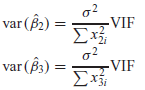 var(β̂₂) = σ² / ∑x²₂ᵢ VIF
var(β̂₃) = σ² / ∑x²₃ᵢ VIF